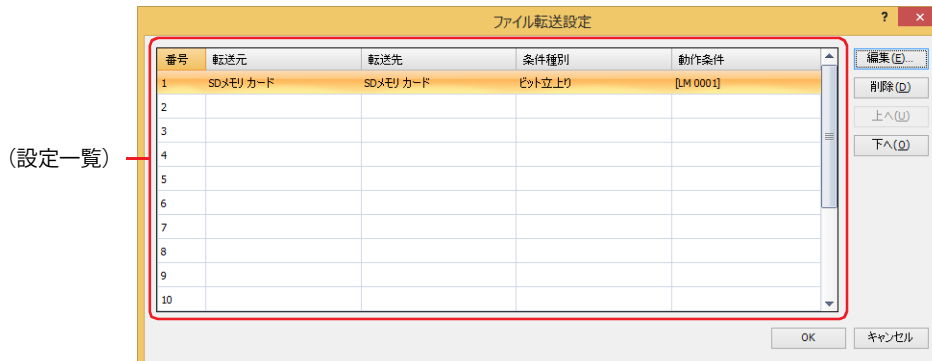 ファイル転送設定
? ×
番号 転送元 転送先 条件種別 動作条件
1 SDメモリカード SDメモリカード ビット立上り [LM 0001]
2
3
4
5
6
7
8
9
10
(設定一覧)
編集(E)...
削除(D)
上へ(U)
下へ(O)
OK キャンセル